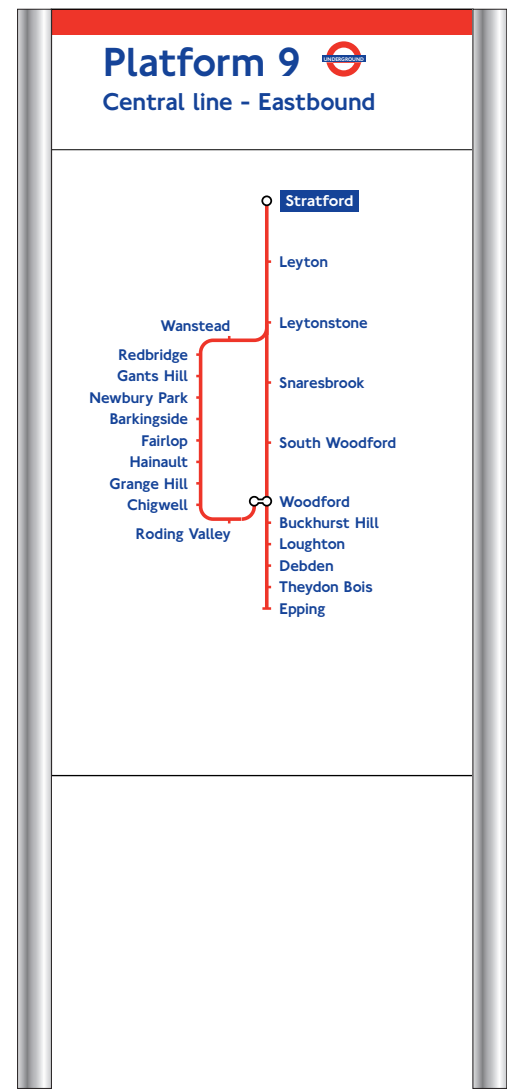 Platform 9
UNDERGROUND
Central line - Eastbound
Stratford
Leyton
Leytonstone
Wanstead
Redbridge
Gants Hill
Newbury Park
Barkingside
Fairlop
Hainault
Grange Hill
Chigwell
Roding Valley
Snaresbrook
South Woodford
Woodford
Buckhurst Hill
Loughton
Debden
Theydon Bois
Epping